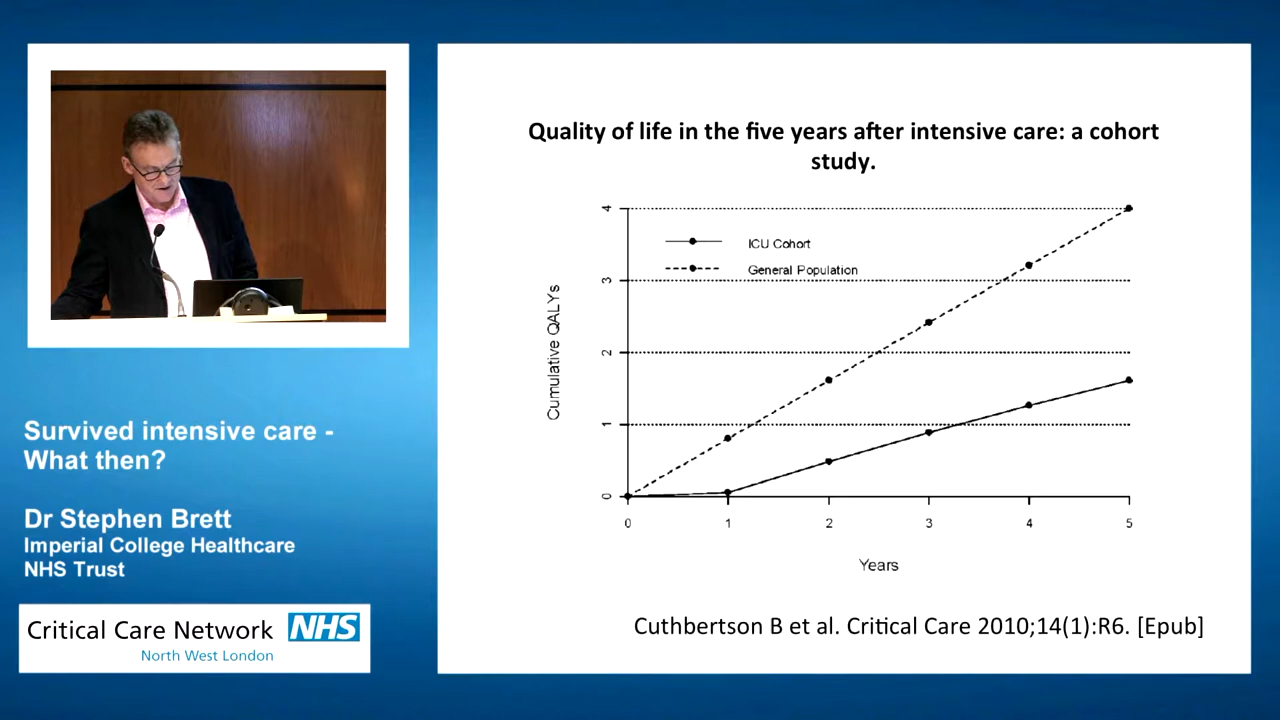 Quality of life in the five years after intensive care: a cohort
study.
4
3
2
1
0
Cumulative QALYs
ICU Cohort
General Population
0 1 2 3 4 5
Years
Cuthbertson B et al. Critical Care 2010;14(1):R6. [Epub]
Survived intensive care -
What then?
Dr Stephen Brett
Imperial College Healthcare
NHS Trust
Critical Care Network NHS
North West London